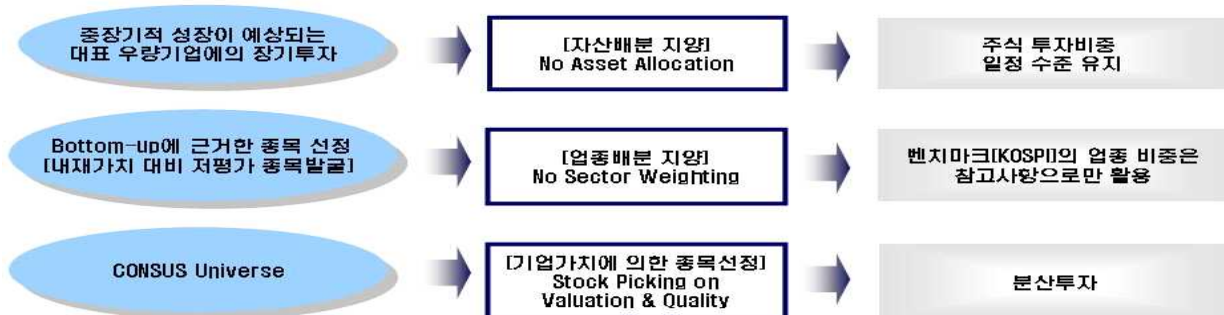 중장기적 성장이 예상되는
대표 우량기업에의 장기투자
[자산배분 지양]
No Asset Allocation
주식 투자비중
일정 수준 유지
Bottom-up에 근거한 종목 선정
[내재가치 대비 저평가 종목발굴]
[업종배분 지양]
No Sector Weighting
벤치마크[KOSPI]의 업종 비중은
참고사항으로만 활용
CONSUS Universe
[기업가치에 의한 종목선정]
Stock Picking on
Valuation & Quality
분산투자